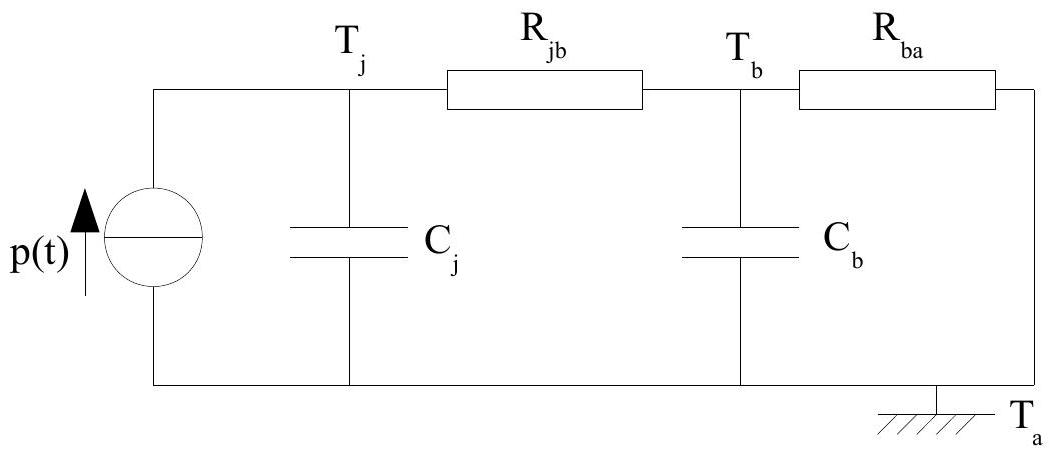 T_j
R_jb
T_b
R_ba
p(t)
C_j
C_b
T_a